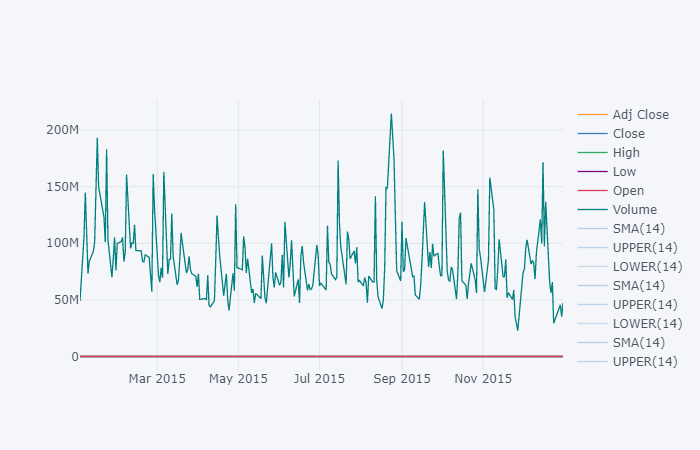 200M
150M
100M
50M
0
Mar 2015
May 2015
Jul 2015
Sep 2015
Nov 2015
Adj Close
Close
High
Low
Open
Volume
SMA(14)
UPPER(14)
LOWER(14)
SMA(14)
UPPER(14)
LOWER(14)
SMA(14)
UPPER(14)